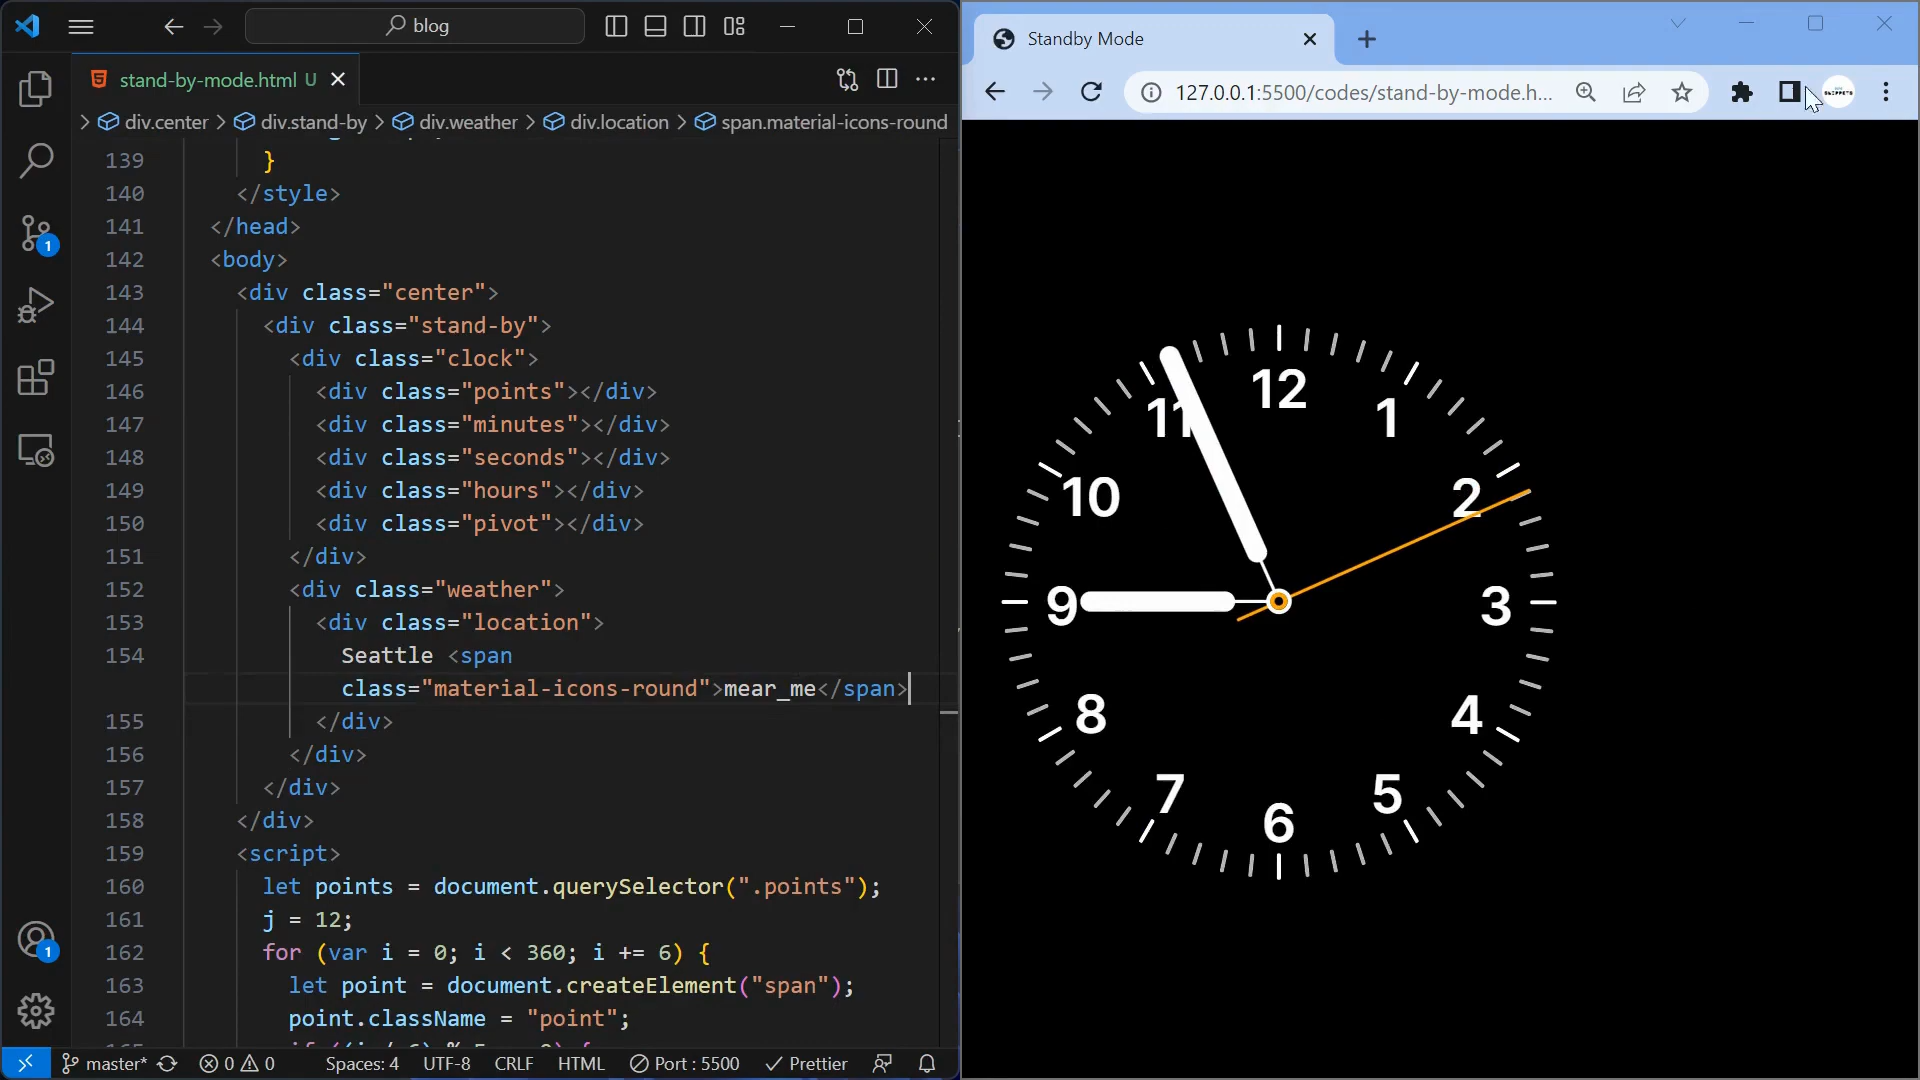 blog
stand-by-mode.html U
div.center > div.stand-by > div.weather > div.location > span.material-icons-round
139 }
140 </style>
141 </head>
142 <body>
143 <div class="center">
144 <div class="stand-by">
145 <div class="clock">
146 <div class="points"></div>
147 <div class="minutes"></div>
148 <div class="seconds"></div>
149 <div class="hours"></div>
150 <div class="pivot"></div>
151 </div>
152 <div class="weather">
153 <div class="location">
154 Seattle <span
class="material-icons-round">mear_me</span>
155 </div>
156 </div>
157 </div>
158 </div>
159 <script>
160 let points = document.querySelector(".points");
161 j = 12;
162 for (var i = 0; i < 360; i += 6) {
163 let point = document.createElement("span");
164 point.className = "point";
1
1
master* 0 0 Spaces: 4 UTF-8 CRLF HTML Port : 5500 Prettier
Standby Mode
127.0.0.1:5500/codes/stand-by-mode.h...
12
11 1
10 2
9 3
8 4
7 5
6